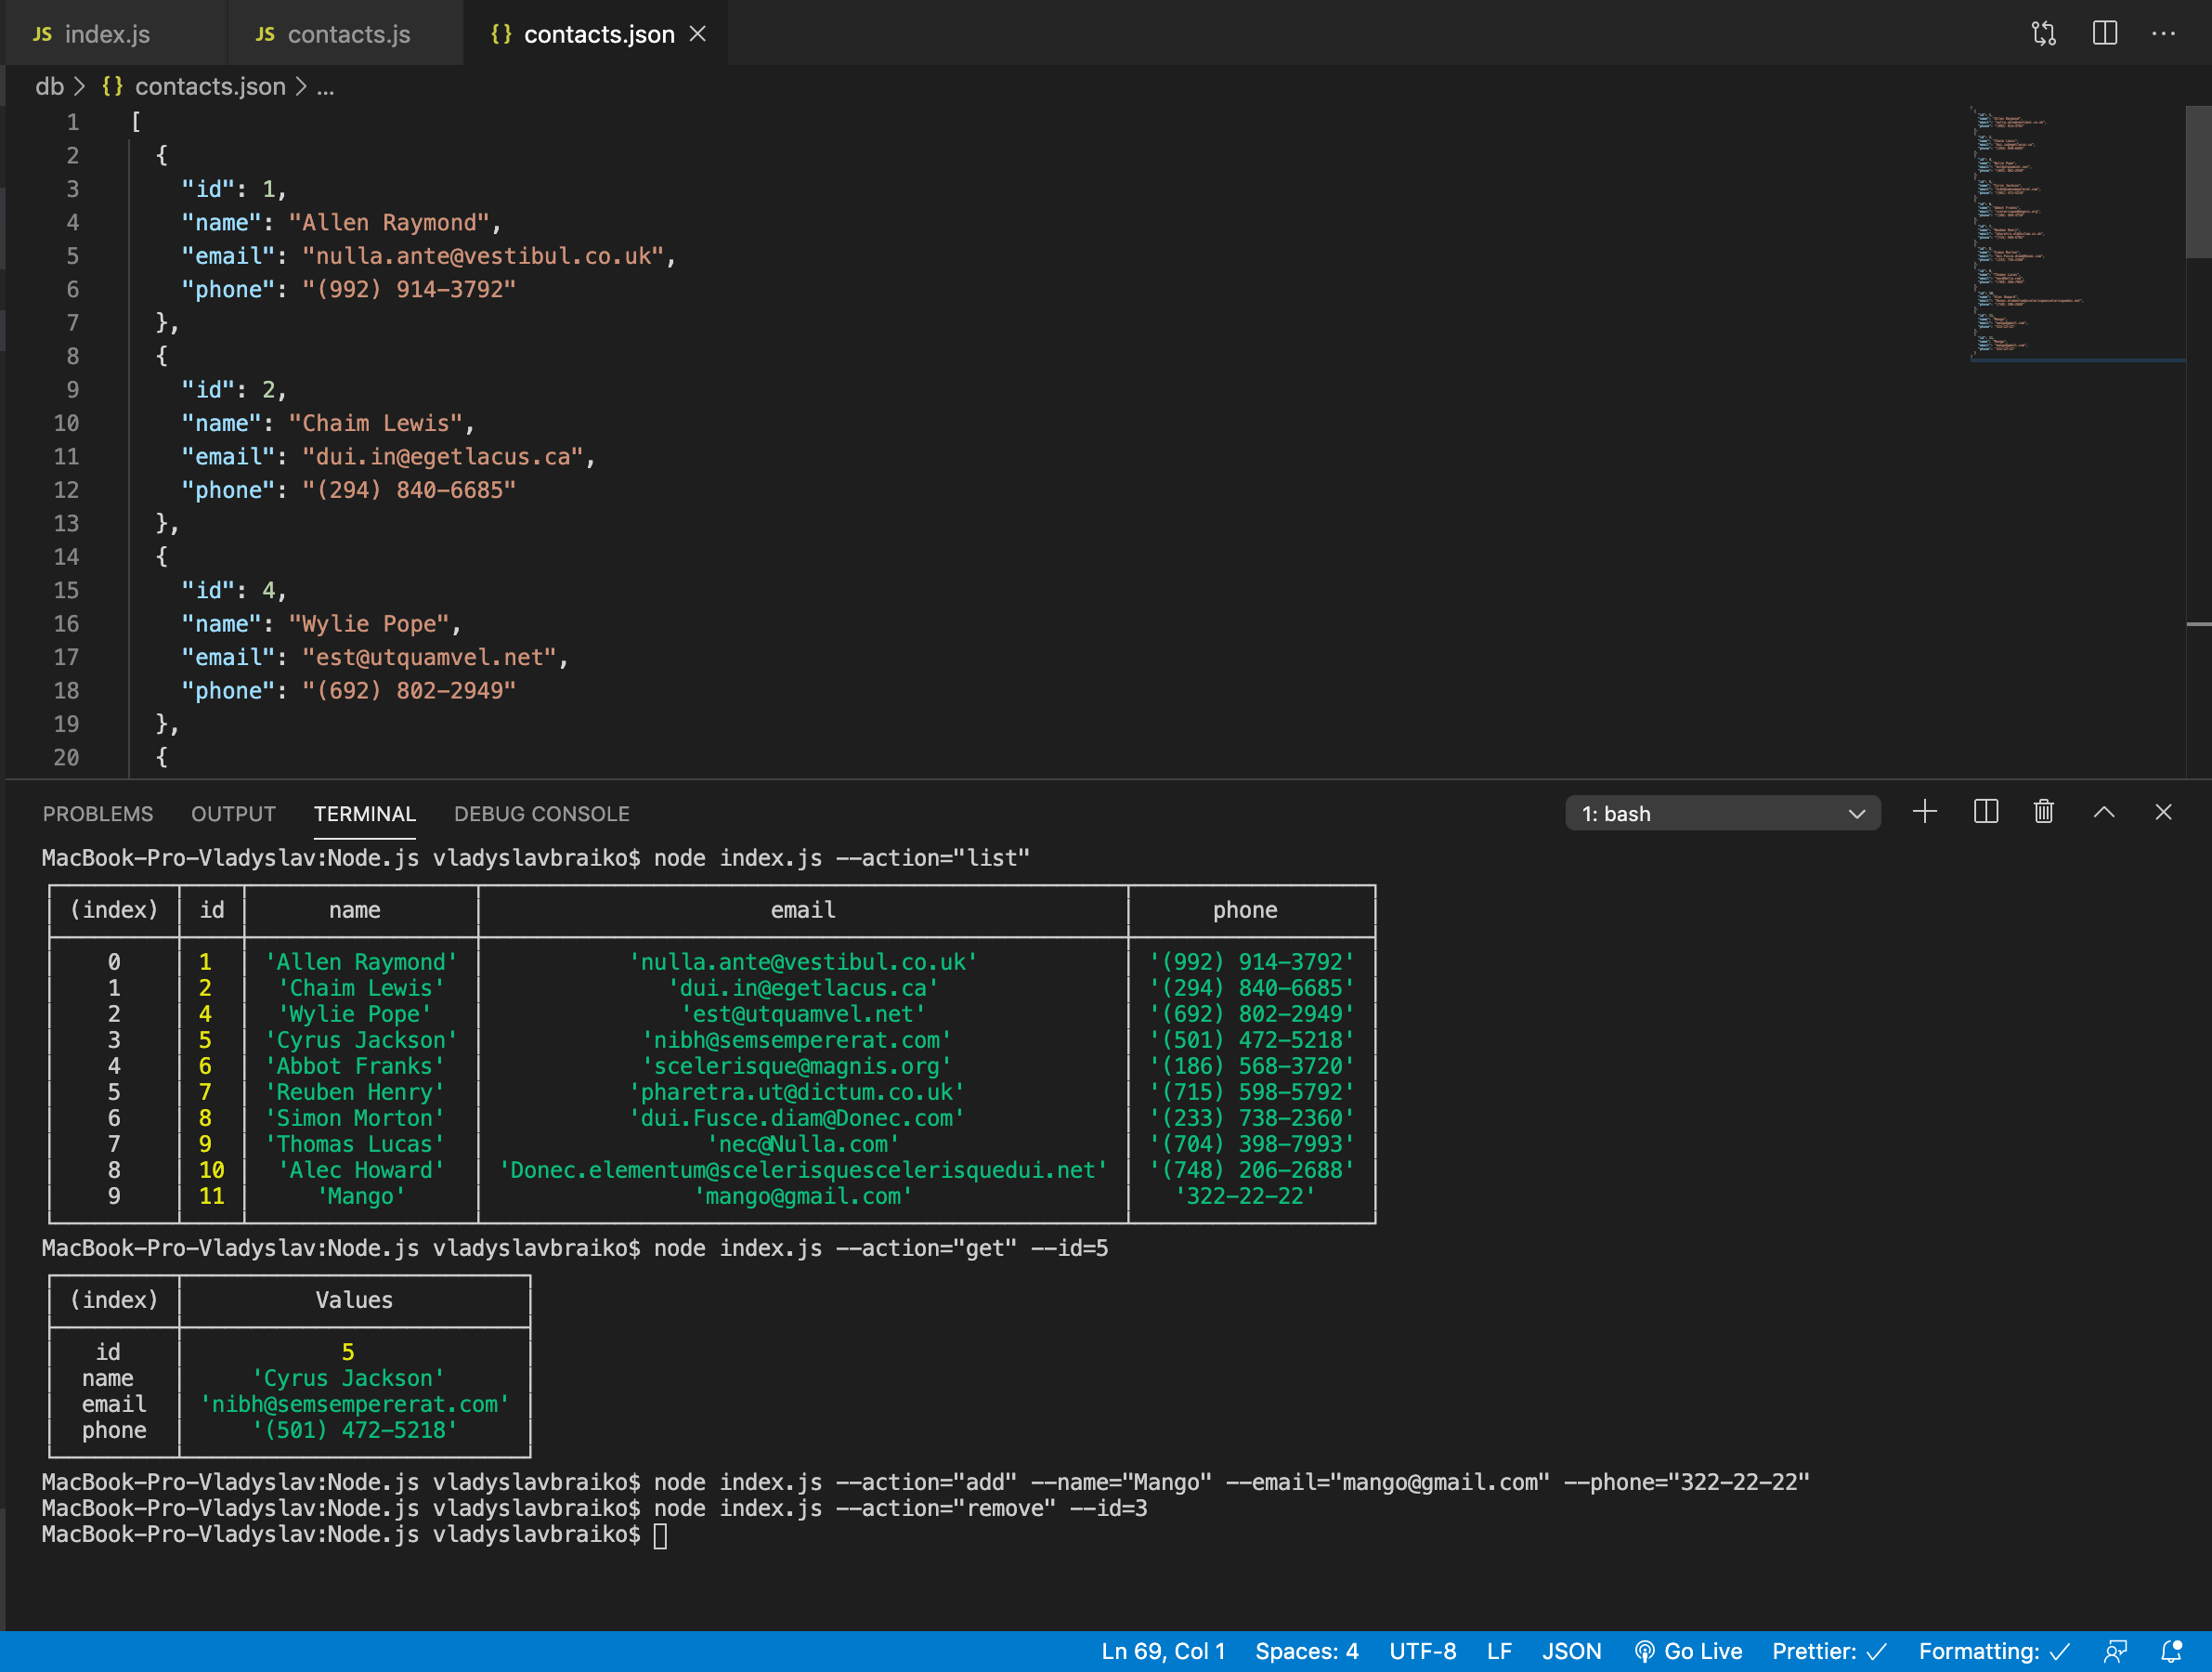 JS index.js JS contacts.js {} contacts.json
db > {} contacts.json > ...
1 [
2 {
3 "id": 1,
4 "name": "Allen Raymond",
5 "email": "nulla.ante@vestibul.co.uk",
6 "phone": "(992) 914-3792"
7 },
8 {
9 "id": 2,
10 "name": "Chaim Lewis",
11 "email": "dui.in@egetlacus.ca",
12 "phone": "(294) 840-6685"
13 },
14 {
15 "id": 4,
16 "name": "Wylie Pope",
17 "email": "est@utquamvel.net",
18 "phone": "(692) 802-2949"
19 },
20 {
PROBLEMS OUTPUT TERMINAL DEBUG CONSOLE 1: bash
MacBook-Pro-Vladyslav:Node.js vladyslavbraiko$ node index.js --action="list"
(index) id name email phone
0 1 'Allen Raymond' 'nulla.ante@vestibul.co.uk' '(992) 914-3792'
1 2 'Chaim Lewis' 'dui.in@egetlacus.ca' '(294) 840-6685'
2 4 'Wylie Pope' 'est@utquamvel.net' '(692) 802-2949'
3 5 'Cyrus Jackson' 'nibh@semsempererat.com' '(501) 472-5218'
4 6 'Abbot Franks' 'scelerisque@magnis.org' '(186) 568-3720'
5 7 'Reuben Henry' 'pharetra.ut@dictum.co.uk' '(715) 598-5792'
6 8 'Simon Morton' 'dui.Fusce.diam@Donec.com' '(233) 738-2360'
7 9 'Thomas Lucas' 'nec@Nulla.com' '(704) 398-7993'
8 10 'Alec Howard' 'Donec.elementum@scelerisquescelerisquedui.net' '(748) 206-2688'
9 11 'Mango' 'mango@gmail.com' '322-22-22'
MacBook-Pro-Vladyslav:Node.js vladyslavbraiko$ node index.js --action="get" --id=5
(index) Values
id 5
name 'Cyrus Jackson'
email 'nibh@semsempererat.com'
phone '(501) 472-5218'
MacBook-Pro-Vladyslav:Node.js vladyslavbraiko$ node index.js --action="add" --name="Mango" --email="mango@gmail.com" --phone="322-22-22"
MacBook-Pro-Vladyslav:Node.js vladyslavbraiko$ node index.js --action="remove" --id=3
MacBook-Pro-Vladyslav:Node.js vladyslavbraiko$
Ln 69, Col 1 Spaces: 4 UTF-8 LF JSON Go Live Prettier: ✓ Formatting: ✓